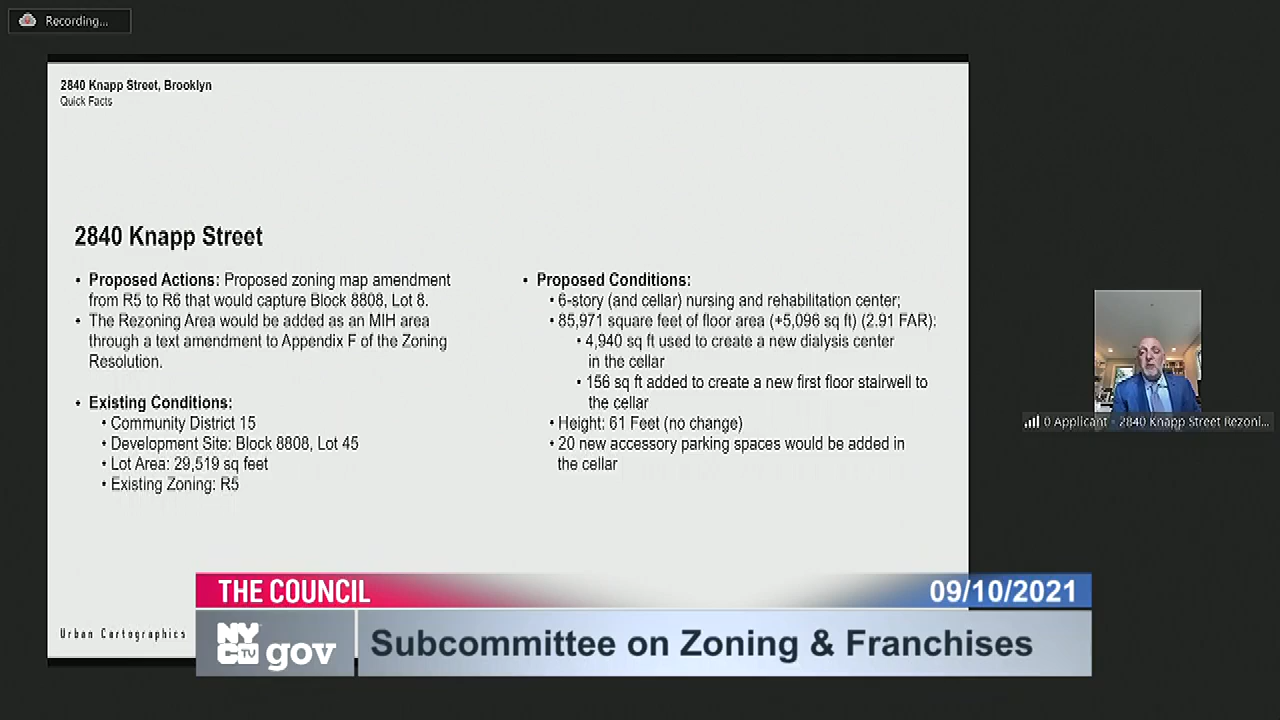 Recording...
2840 Knapp Street, Brooklyn
Quick Facts
2840 Knapp Street
• Proposed Actions: Proposed zoning map amendment
from R5 to R6 that would capture Block 8808, Lot 8.
• The Rezoning Area would be added as an MIH area
through a text amendment to Appendix F of the Zoning
Resolution.
• Existing Conditions:
• Community District 15
• Development Site: Block 8808, Lot 45
• Lot Area: 29,519 sq feet
• Existing Zoning: R5
• Proposed Conditions:
• 6-story (and cellar) nursing and rehabilitation center;
• 85,971 square feet of floor area (+5,096 sq ft) (2.91 FAR):
• 4,940 sq ft used to create a new dialysis center
in the cellar
• 156 sq ft added to create a new first floor stairwell to
the cellar
• Height: 61 Feet (no change)
• 20 new accessory parking spaces would be added in
the cellar
0 Applicant - 2840 Knapp Street Rezoni...
Urban Cartographics
THE COUNCIL
09/10/2021
NYC TV gov
Subcommittee on Zoning & Franchises